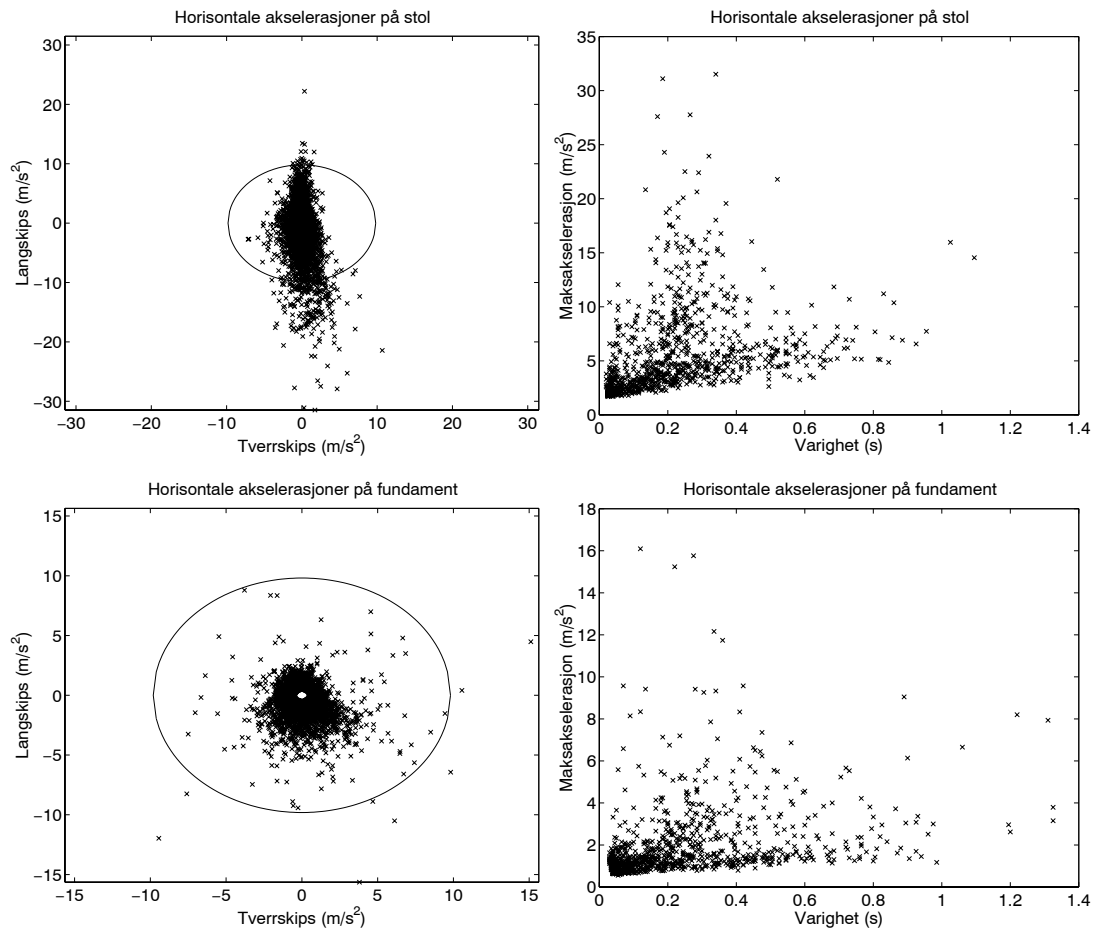 Horisontale akselerasjoner på stol
30
20
10
0
−10
−20
−30
Langskips (m/s²)
−30 −20 −10 0 10 20 30
Tverrskips (m/s²)
Horisontale akselerasjoner på stol
35
30
25
20
15
10
5
0
Maksakselerasjon (m/s²)
0 0.2 0.4 0.6 0.8 1 1.2 1.4
Varighet (s)
Horisontale akselerasjoner på fundament
15
10
5
0
−5
−10
−15
Langskips (m/s²)
−15 −10 −5 0 5 10 15
Tverrskips (m/s²)
Horisontale akselerasjoner på fundament
18
16
14
12
10
8
6
4
2
0
Maksakselerasjon (m/s²)
0 0.2 0.4 0.6 0.8 1 1.2 1.4
Varighet (s)